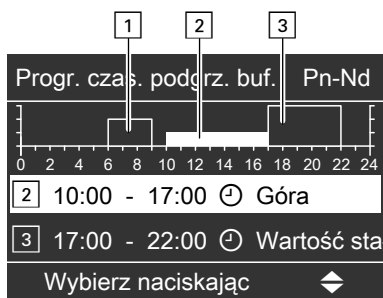 1 2 3
Progr. czas. podgrz. buf. Pn-Nd
0 2 4 6 8 10 12 14 16 18 20 22 24
2 10:00 - 17:00 Góra
3 17:00 - 22:00 Wartość sta
Wybierz naciskając